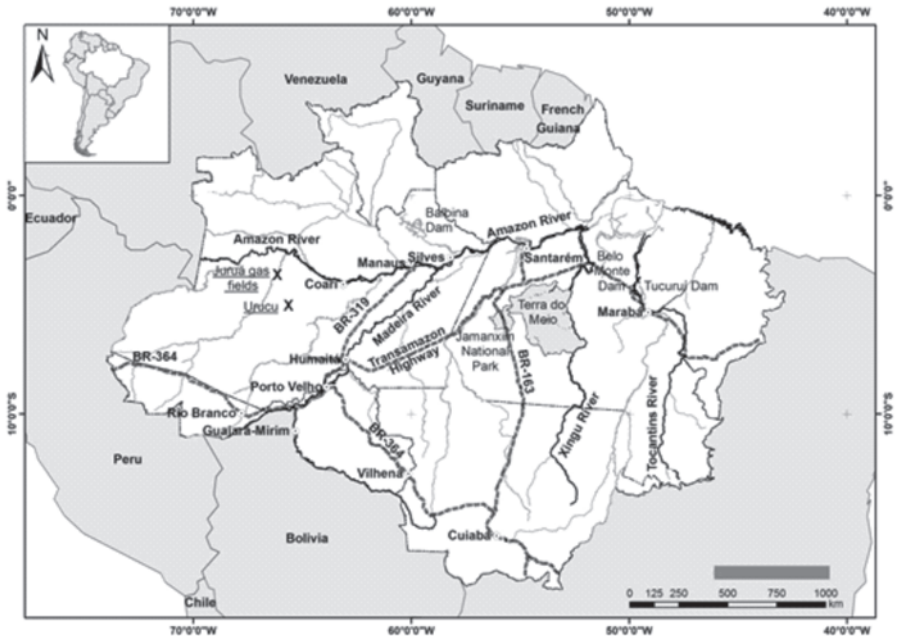 70°0'0"W 60°0'0"W 50°0'0"W 40°0'0"W
N
Venezuela
Guyana
Suriname
French
Guiana
0°0'0"
0°0'0"
Ecuador
Balbina
Dam
Amazon River
Amazon River
Manaus
Silves
Santarém
Belo
Monte
Dam
Juruá gas
fields
X
Coari
Urucu X
Tucuruí Dam
Terra do
Meio
Marabá
BR-319
Madeira River
Transamazon
Highway
Jamanxim
National
Park
BR-364
Humaitá
BR-163
Porto Velho
Rio Branco
Guajará-Mirim
10°0'0"S
10°0'0"S
BR-364
Xingu River
Tocantins River
Vilhena
Peru
Bolivia
Cuiabá
Chile
0 125 250 500 750 1000
km
70°0'0"W 60°0'0"W 50°0'0"W 40°0'0"W